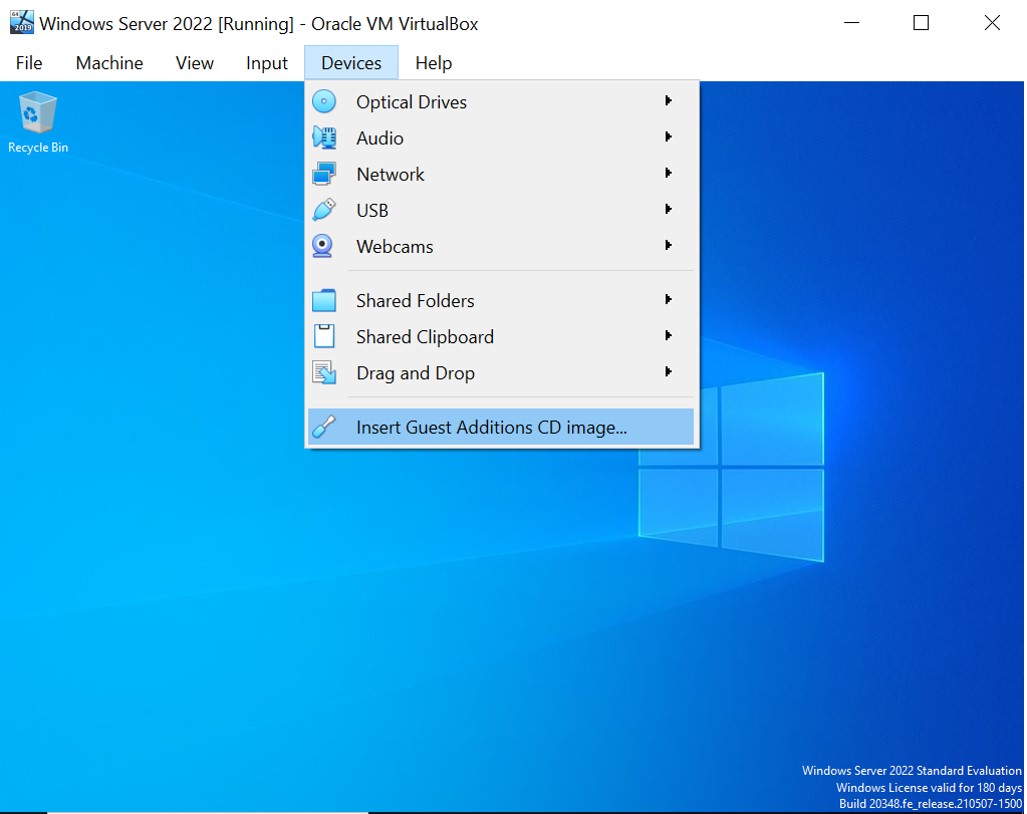 Windows Server 2022 [Running] - Oracle VM VirtualBox
File Machine View Input Devices Help
Optical Drives
Audio
Network
USB
Webcams
Shared Folders
Shared Clipboard
Drag and Drop
Insert Guest Additions CD image...
Recycle Bin
Windows Server 2022 Standard Evaluation
Windows License valid for 180 days
Build 20348.fe_release.210507-1500